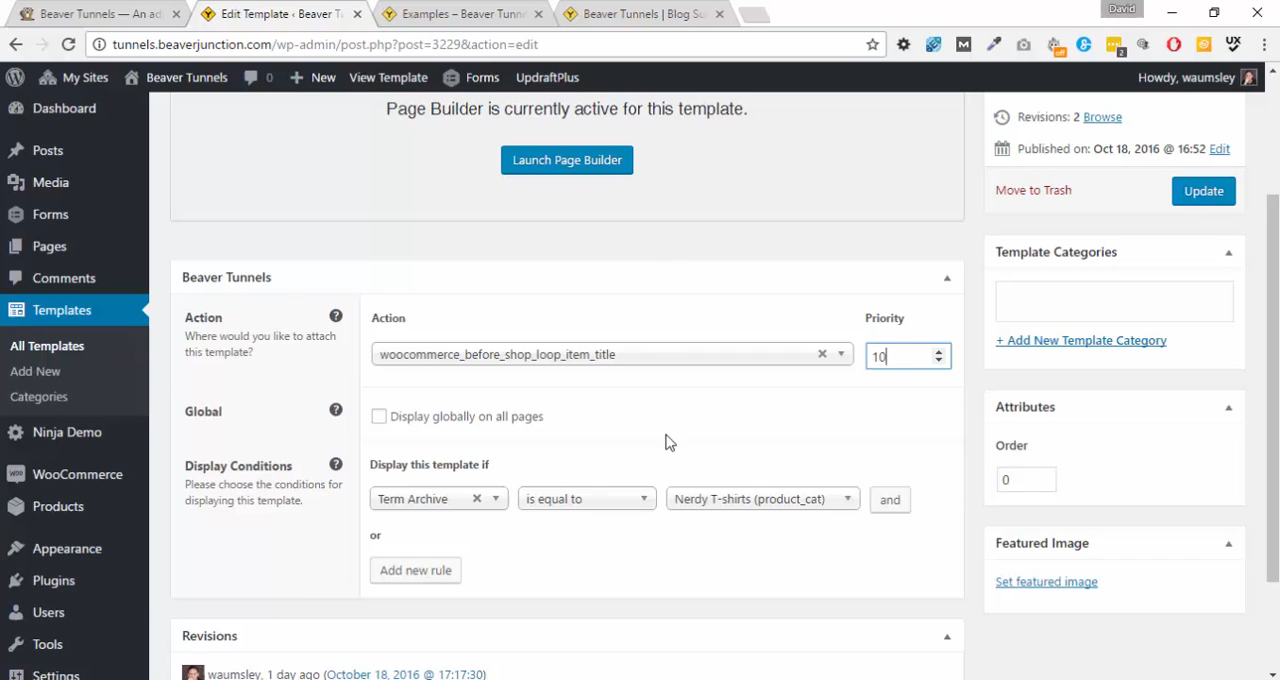 Beaver Tunnels — An ad
Edit Template ‹ Beaver T
Examples – Beaver Tunn
Beaver Tunnels | Blog Su
David
tunnels.beaverjunction.com/wp-admin/post.php?post=3229&action=edit
M
off
2
UX
My Sites
Beaver Tunnels
0
New
View Template
Forms
UpdraftPlus
Howdy, waumsley
Dashboard
Posts
Media
Forms
Pages
Comments
Templates
All Templates
Add New
Categories
Ninja Demo
WooCommerce
Products
Appearance
Plugins
Users
Tools
Settings
Page Builder is currently active for this template.
Launch Page Builder
Beaver Tunnels
Action
Where would you like to attach
this template?
Action
Priority
woocommerce_before_shop_loop_item_title
10
Global
Display globally on all pages
Display Conditions
Please choose the conditions for
displaying this template.
Display this template if
Term Archive
is equal to
Nerdy T-shirts (product_cat)
and
or
Add new rule
Revisions
waumsley, 1 day ago (October 18, 2016 @ 17:17:30)
Revisions: 2 Browse
Published on: Oct 18, 2016 @ 16:52 Edit
Move to Trash
Update
Template Categories
+ Add New Template Category
Attributes
Order
0
Featured Image
Set featured image